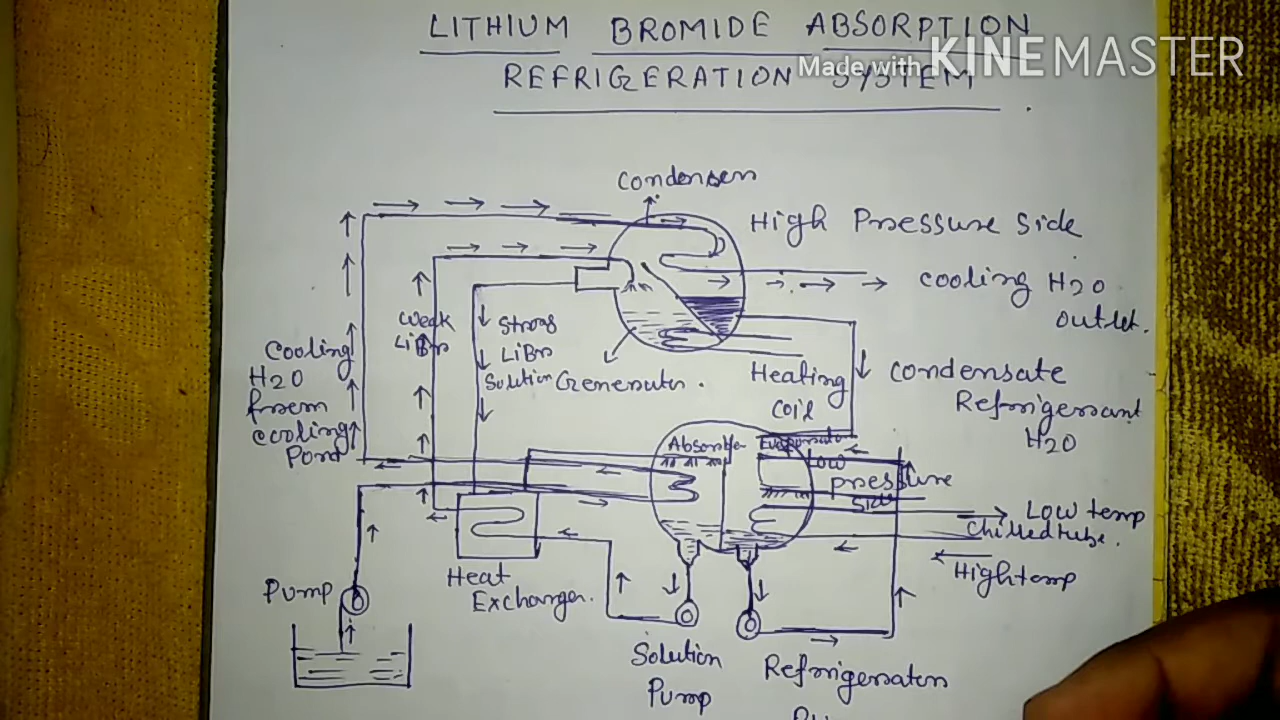 LITHIUM BROMIDE ABSORPTION
REFRIGERATION SYSTEM
Made with KINEMASTER
Condenser
High Pressure Side
Cooling H2O
outlet.
Weak
LiBr
Strong
LiBr
Solution
Generator.
Heating
Coil
Condensate
Refrigerant
H2O
Cooling
H2O
from
cooling
Pond
Absorber
Evaporator
Low
pressure
side
Low temp
Chilled tube.
High temp
Pump
Heat
Exchanger.
Solution
Pump